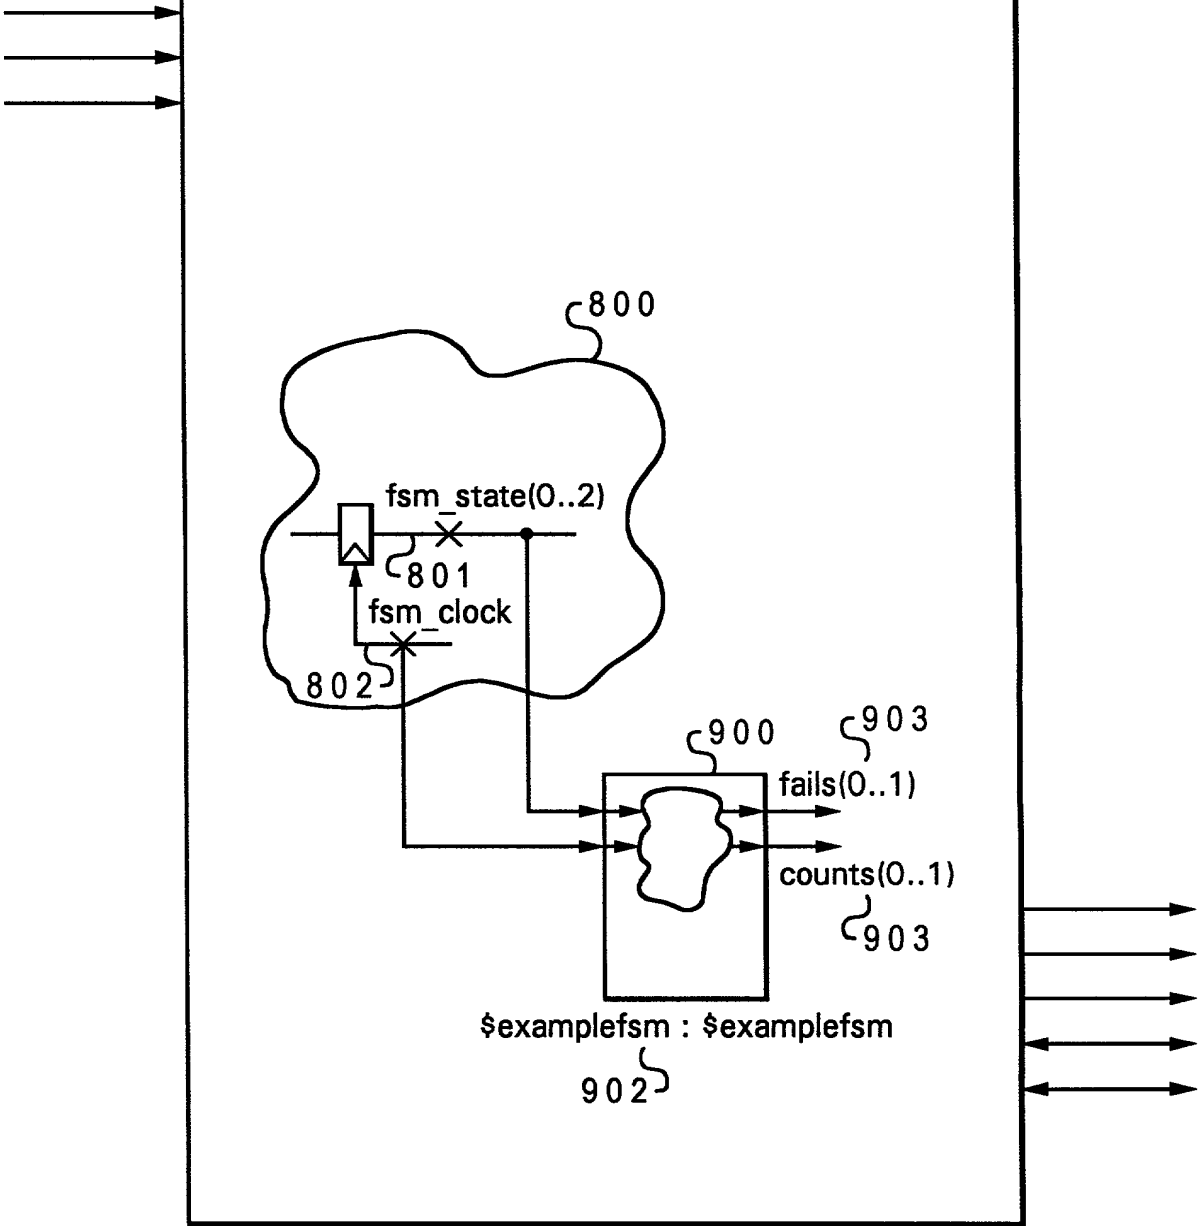 800
fsm_state(0..2)
801
fsm_clock
802
903
900
fails(0..1)
counts(0..1)
903
$examplefsm : $examplefsm
902